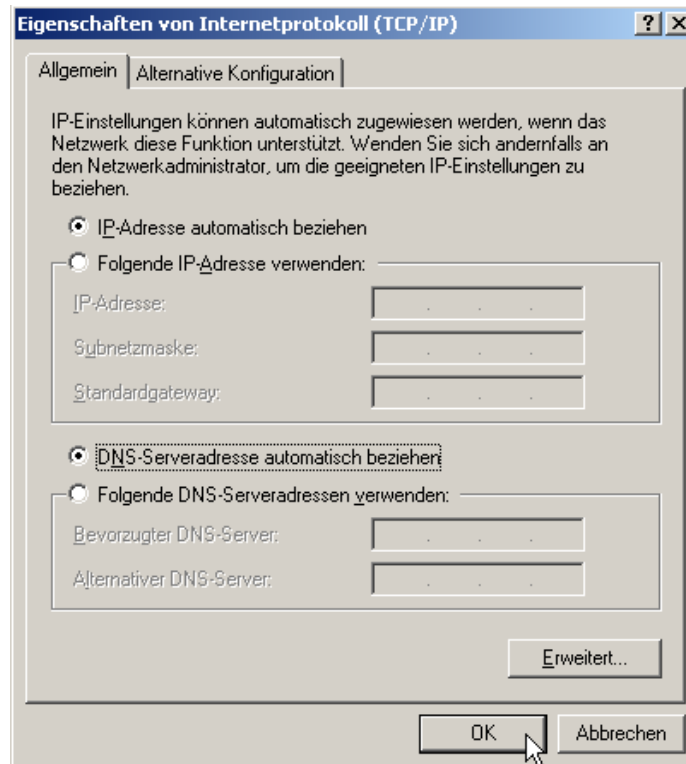 Eigenschaften von Internetprotokoll (TCP/IP)
Allgemein
Alternative Konfiguration
IP-Einstellungen können automatisch zugewiesen werden, wenn das
Netzwerk diese Funktion unterstützt. Wenden Sie sich andernfalls an
den Netzwerkadministrator, um die geeigneten IP-Einstellungen zu
beziehen.
IP-Adresse automatisch beziehen
Folgende IP-Adresse verwenden:
IP-Adresse:
Subnetzmaske:
Standardgateway:
DNS-Serveradresse automatisch beziehen
Folgende DNS-Serveradressen verwenden:
Bevorzugter DNS-Server:
Alternativer DNS-Server:
Erweitert...
OK
Abbrechen